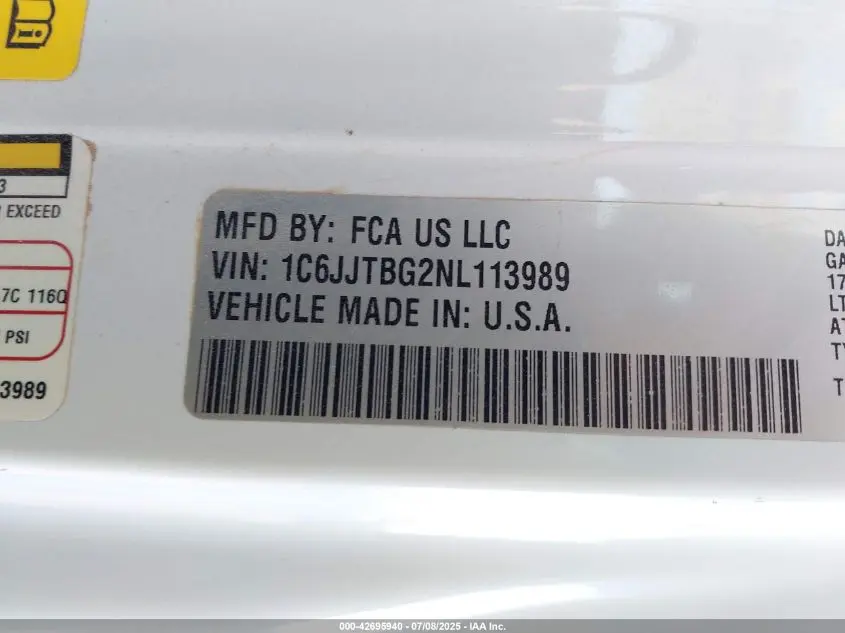 3
EXCEED
7C 116Q
PSI
3989
MFD BY: FCA US LLC
VIN: 1C6JJTBG2NL113989
VEHICLE MADE IN: U.S.A.
DA
GA
17
LT
AT
TY
T
000-42695940 - 07/08/2025 - IAA Inc.